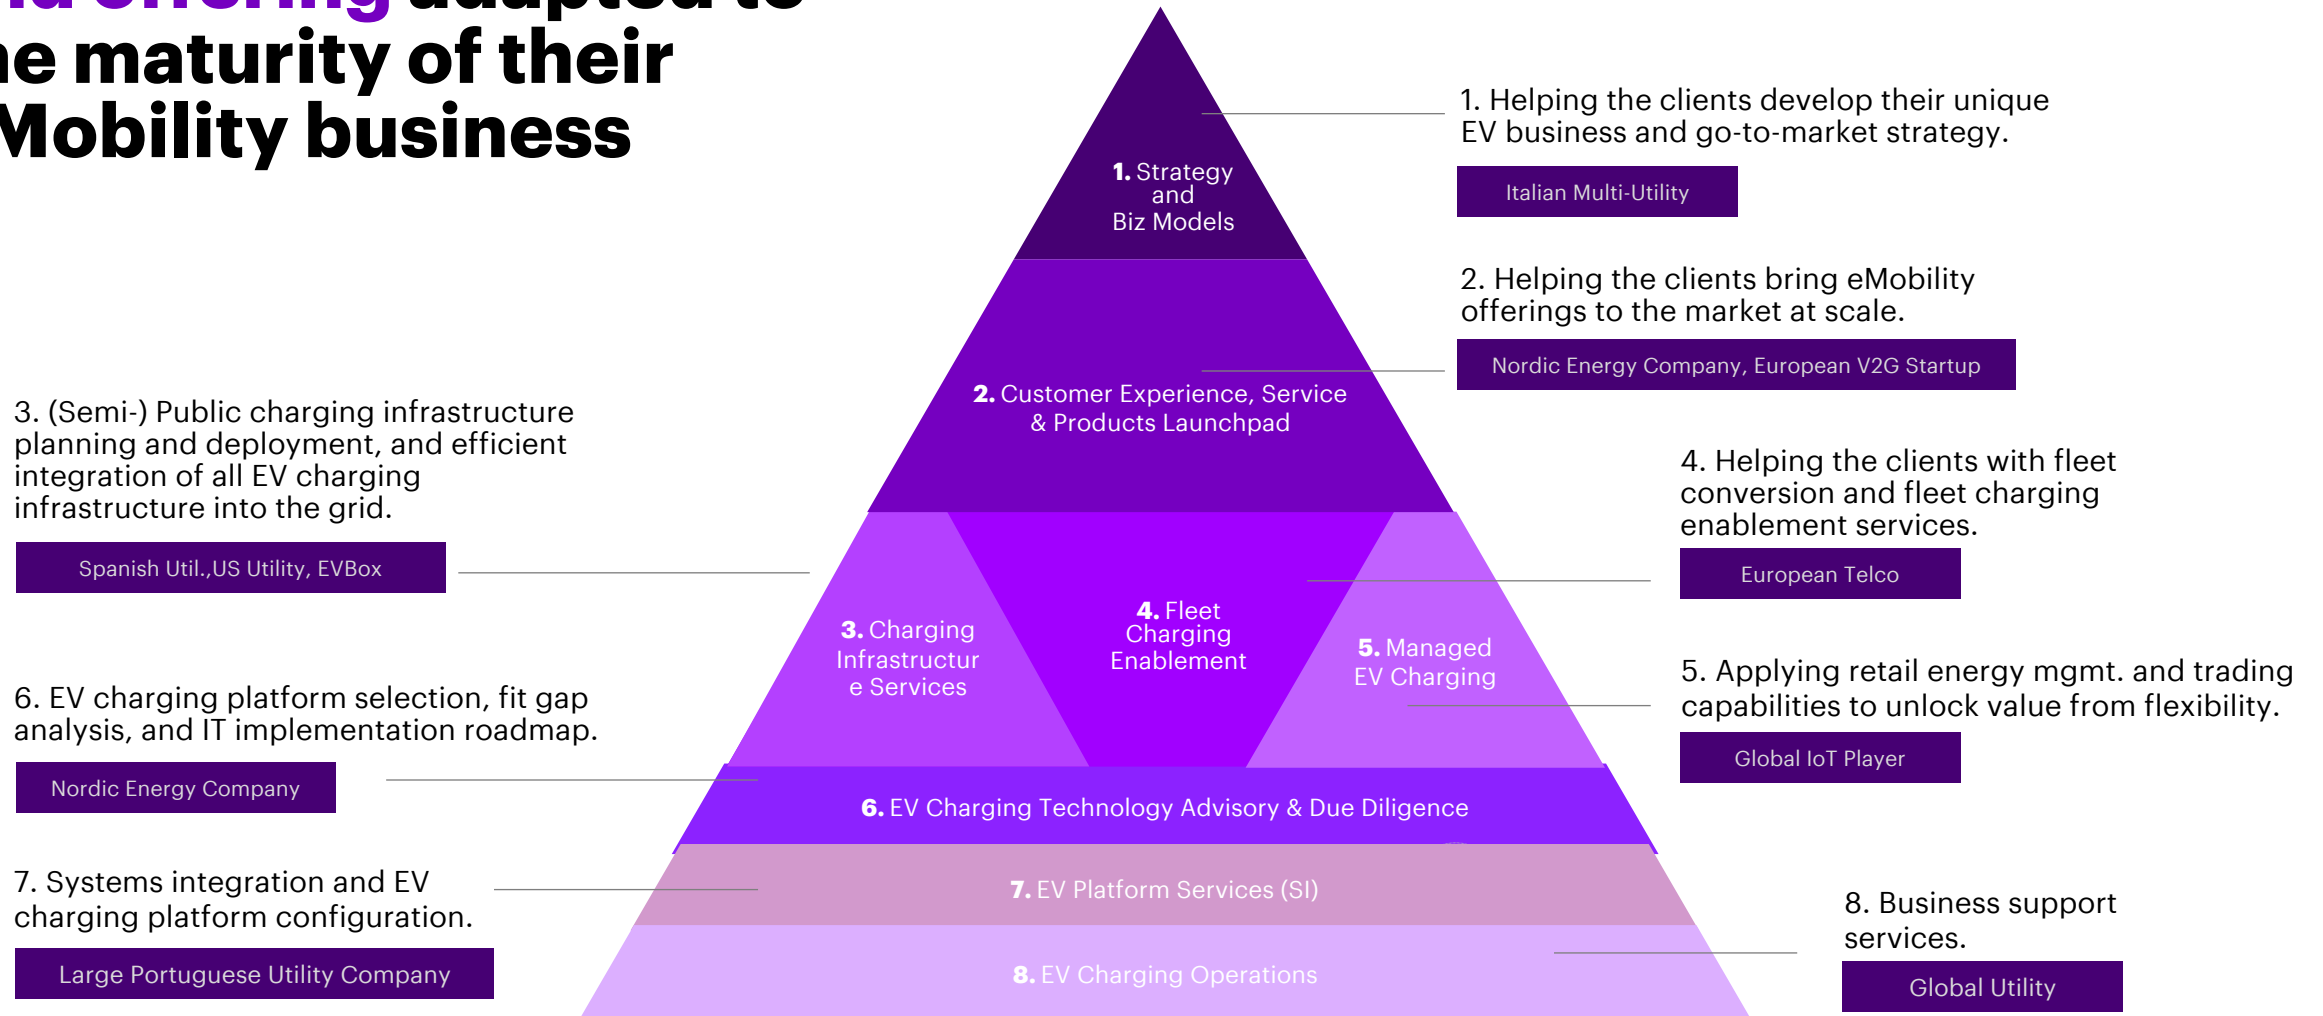 offering adapted to
maturity of their
Mobility business
1. Strategy
and
Biz Models
2. Customer Experience, Service
& Products Launchpad
3. Charging
Infrastructur
e Services
4. Fleet
Charging
Enablement
5. Managed
EV Charging
6. EV Charging Technology Advisory & Due Diligence
7. EV Platform Services (SI)
8. EV Charging Operations
1. Helping the clients develop their unique
EV business and go-to-market strategy.
Italian Multi-Utility
2. Helping the clients bring eMobility
offerings to the market at scale.
Nordic Energy Company, European V2G Startup
3. (Semi-) Public charging infrastructure
planning and deployment, and efficient
integration of all EV charging
infrastructure into the grid.
Spanish Util.,US Utility, EVBox
4. Helping the clients with fleet
conversion and fleet charging
enablement services.
European Telco
5. Applying retail energy mgmt. and trading
capabilities to unlock value from flexibility.
Global IoT Player
6. EV charging platform selection, fit gap
analysis, and IT implementation roadmap.
Nordic Energy Company
7. Systems integration and EV
charging platform configuration.
Large Portuguese Utility Company
8. Business support
services.
Global Utility